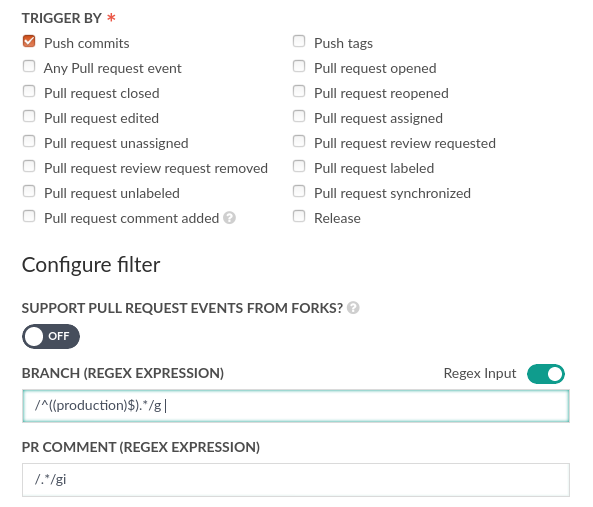 TRIGGER BY *
Push commits
Push tags
Any Pull request event
Pull request opened
Pull request closed
Pull request reopened
Pull request edited
Pull request assigned
Pull request unassigned
Pull request review requested
Pull request review request removed
Pull request labeled
Pull request unlabeled
Pull request synchronized
Pull request comment added ?
Release
Configure filter
SUPPORT PULL REQUEST EVENTS FROM FORKS? ?
OFF
BRANCH (REGEX EXPRESSION)
Regex Input
/^((production)$).*/g
PR COMMENT (REGEX EXPRESSION)
/.*/gi